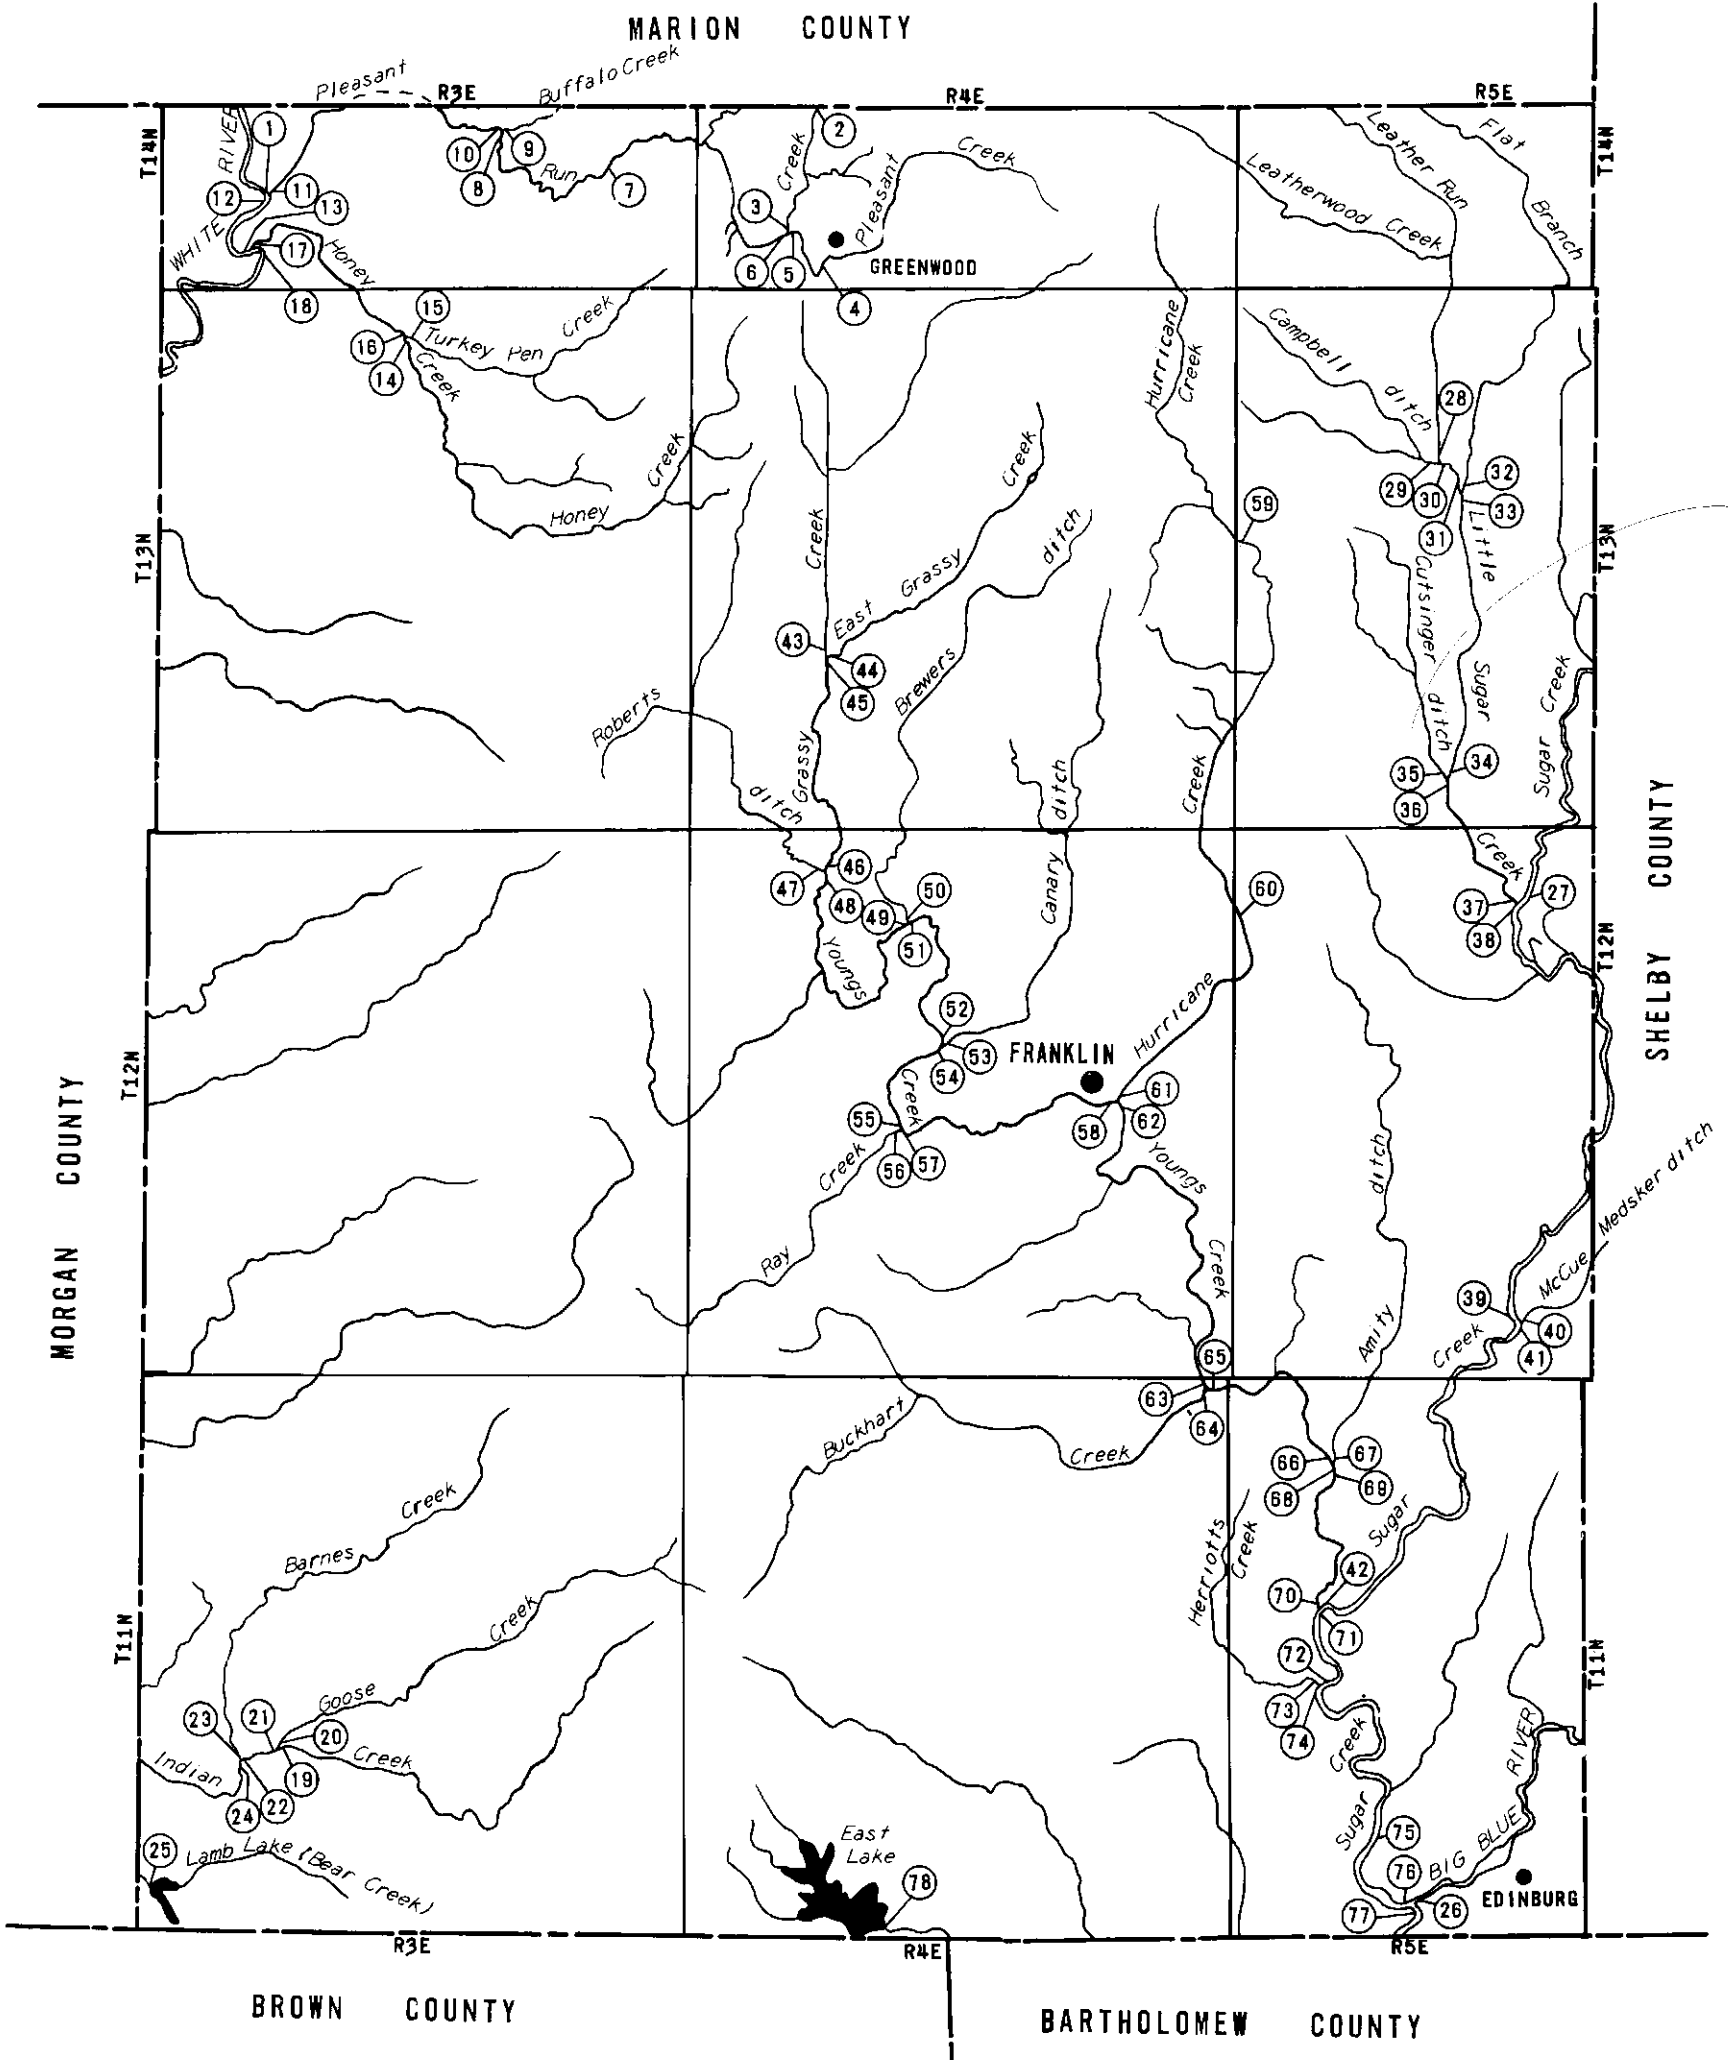 MARION COUNTY
Pleasant
R3E
Buffalo Creek
R4E
R5E
T14N
RIVER
1
10
9
8
Run
7
2
Creek
Pleasant
Creek
Leather Run
Flat
Branch
T14N
Leatherwood Creek
12
11
13
WHITE
17
18
Honey
3
6
5
GREENWOOD
4
15
16
14
Turkey Pen Creek
Creek
Hurricane
Creek
Campbell
ditch
28
29
30
31
32
33
Creek
Honey
Creek
Creek
59
T13N
T13N
East Grassy
ditch
Cutsinger
ditch
Little
Sugar
43
44
45
Brewers
Roberts
ditch
Grassy
Canary
ditch
Creek
Sugar Creek
35
34
36
Creek
SHELBY COUNTY
46
47
48
49
50
51
60
37
38
27
T12N
Youngs
52
53
54
FRANKLIN
Hurricane
61
62
58
T12N
MORGAN COUNTY
Creek
55
56
57
Creek
Ray
Youngs
Creek
ditch
Amity
Medsker ditch
McCue
39
40
41
Creek
65
63
64
Buckhart
Creek
66
67
68
69
Sugar
Herriotts
Creek
Creek
Barnes
Creek
42
70
71
72
73
74
T11N
T11N
Goose
23
21
20
19
22
24
Creek
Indian
25
Lamb Lake (Bear Creek)
East
Lake
78
Creek
Sugar
75
76
77
26
BIG BLUE
RIVER
EDINBURG
R3E
R4E
R5E
BROWN COUNTY
BARTHOLOMEW COUNTY